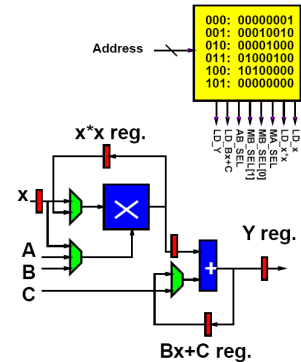 000: 00000001
001: 00010010
010: 00001000
011: 01000100
100: 10100000
101: 00000000
Address
LD_Y
LD_Bx+C
AB_SEL
MB_SEL[1]
MB_SEL[0]
MA_SEL
LD_x*x
LD_x
x*x reg.
x
A
B
C
+
Y reg.
Bx+C reg.